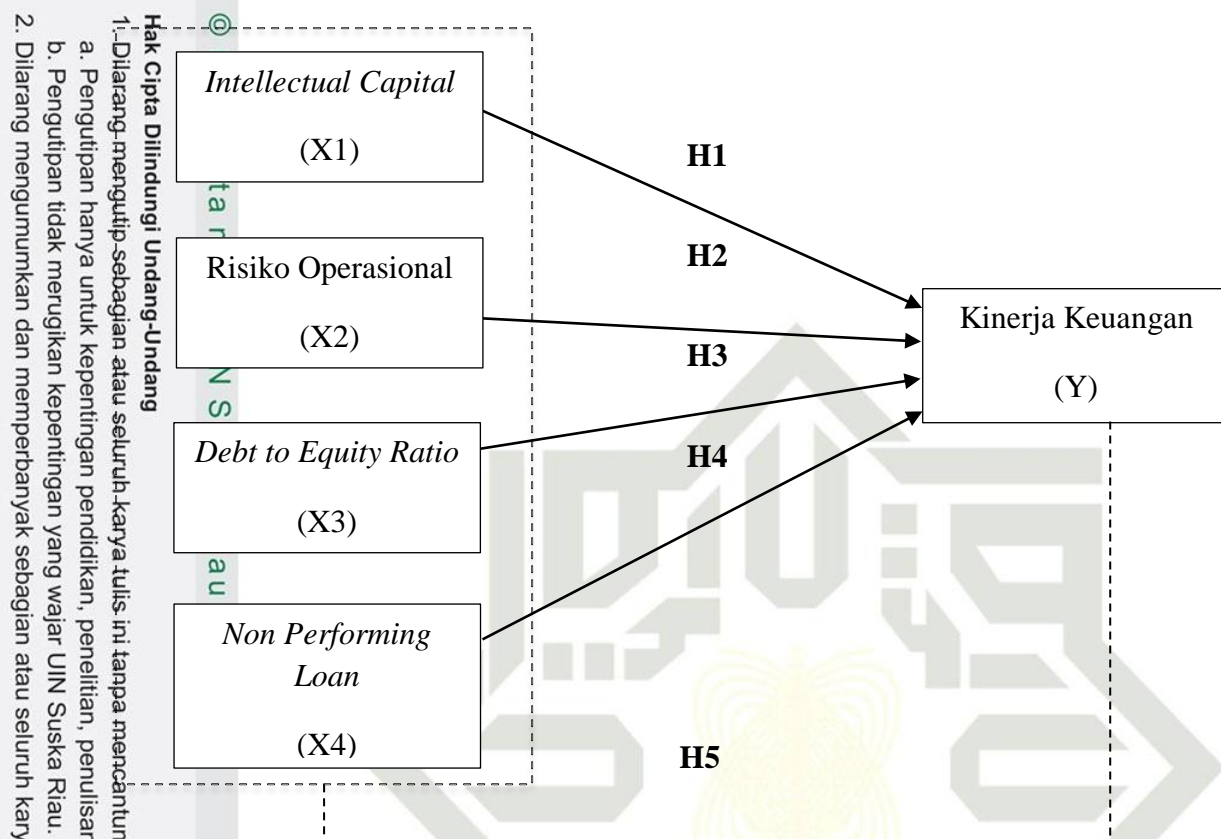 Intellectual Capital
(X1)
Risiko Operasional
(X2)
Debt to Equity Ratio
(X3)
Non Performing
Loan
(X4)
H1
H2
H3
H4
H5
Kinerja Keuangan
(Y)
©
ta
N S
au
Hak Cipta Dilindungi Undang-Undang
1. Dilarang mengutip sebagian atau seluruh karya tulis ini tanpa
a. Pengutipan hanya untuk kepentingan pendidikan, penelitian,
b. Pengutipan tidak merugikan kepentingan yang wajar UIN Suska Riau.
2. Dilarang mengumumkan dan memperbanyak sebagian atau seluruh